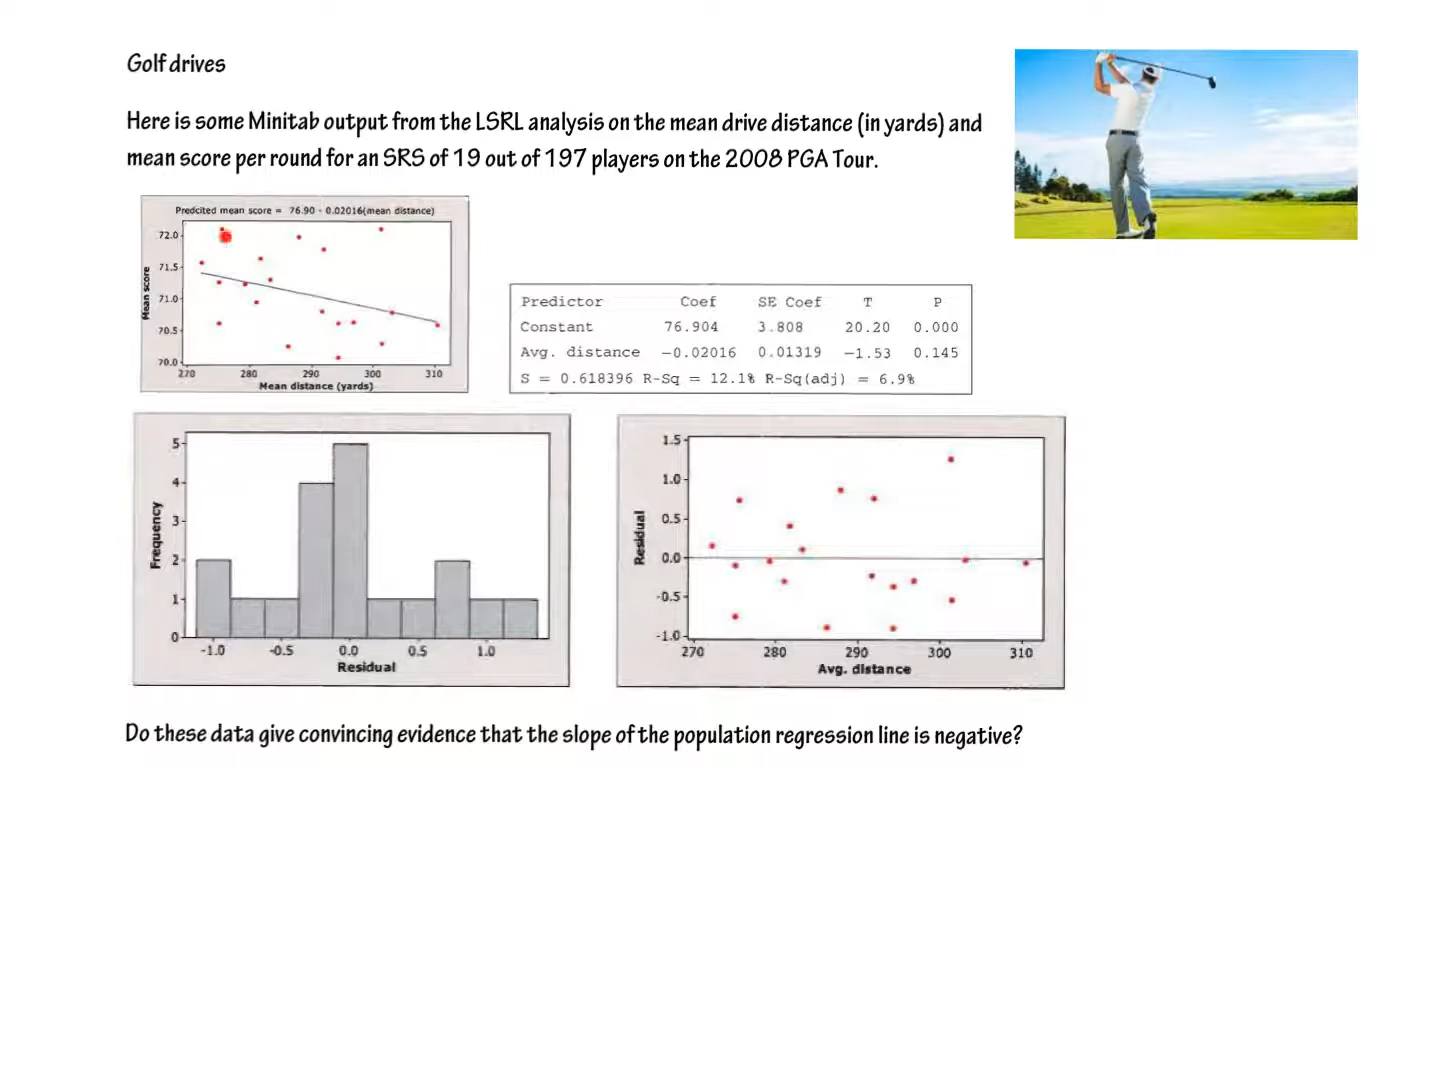 Golf drives
Here is some Minitab output from the LSRL analysis on the mean drive distance (in yards) and
mean score per round for an SRS of 19 out of 197 players on the 2008 PGA Tour.
Predcited mean score = 76.90 - 0.02016(mean distance)
72.0
71.5
71.0
70.5
70.0
Mean score
270 280 290 300 310
Mean distance (yards)
Predictor Coef SE Coef T P
Constant 76.904 3.808 20.20 0.000
Avg. distance -0.02016 0.01319 -1.53 0.145
S = 0.618396 R-Sq = 12.1% R-Sq(adj) = 6.9%
5
4
3
2
1
0
Frequency
-1.0 -0.5 0.0 0.5 1.0
Residual
1.5
1.0
0.5
0.0
-0.5
-1.0
Residual
270 280 290 300 310
Avg. distance
Do these data give convincing evidence that the slope of the population regression line is negative?